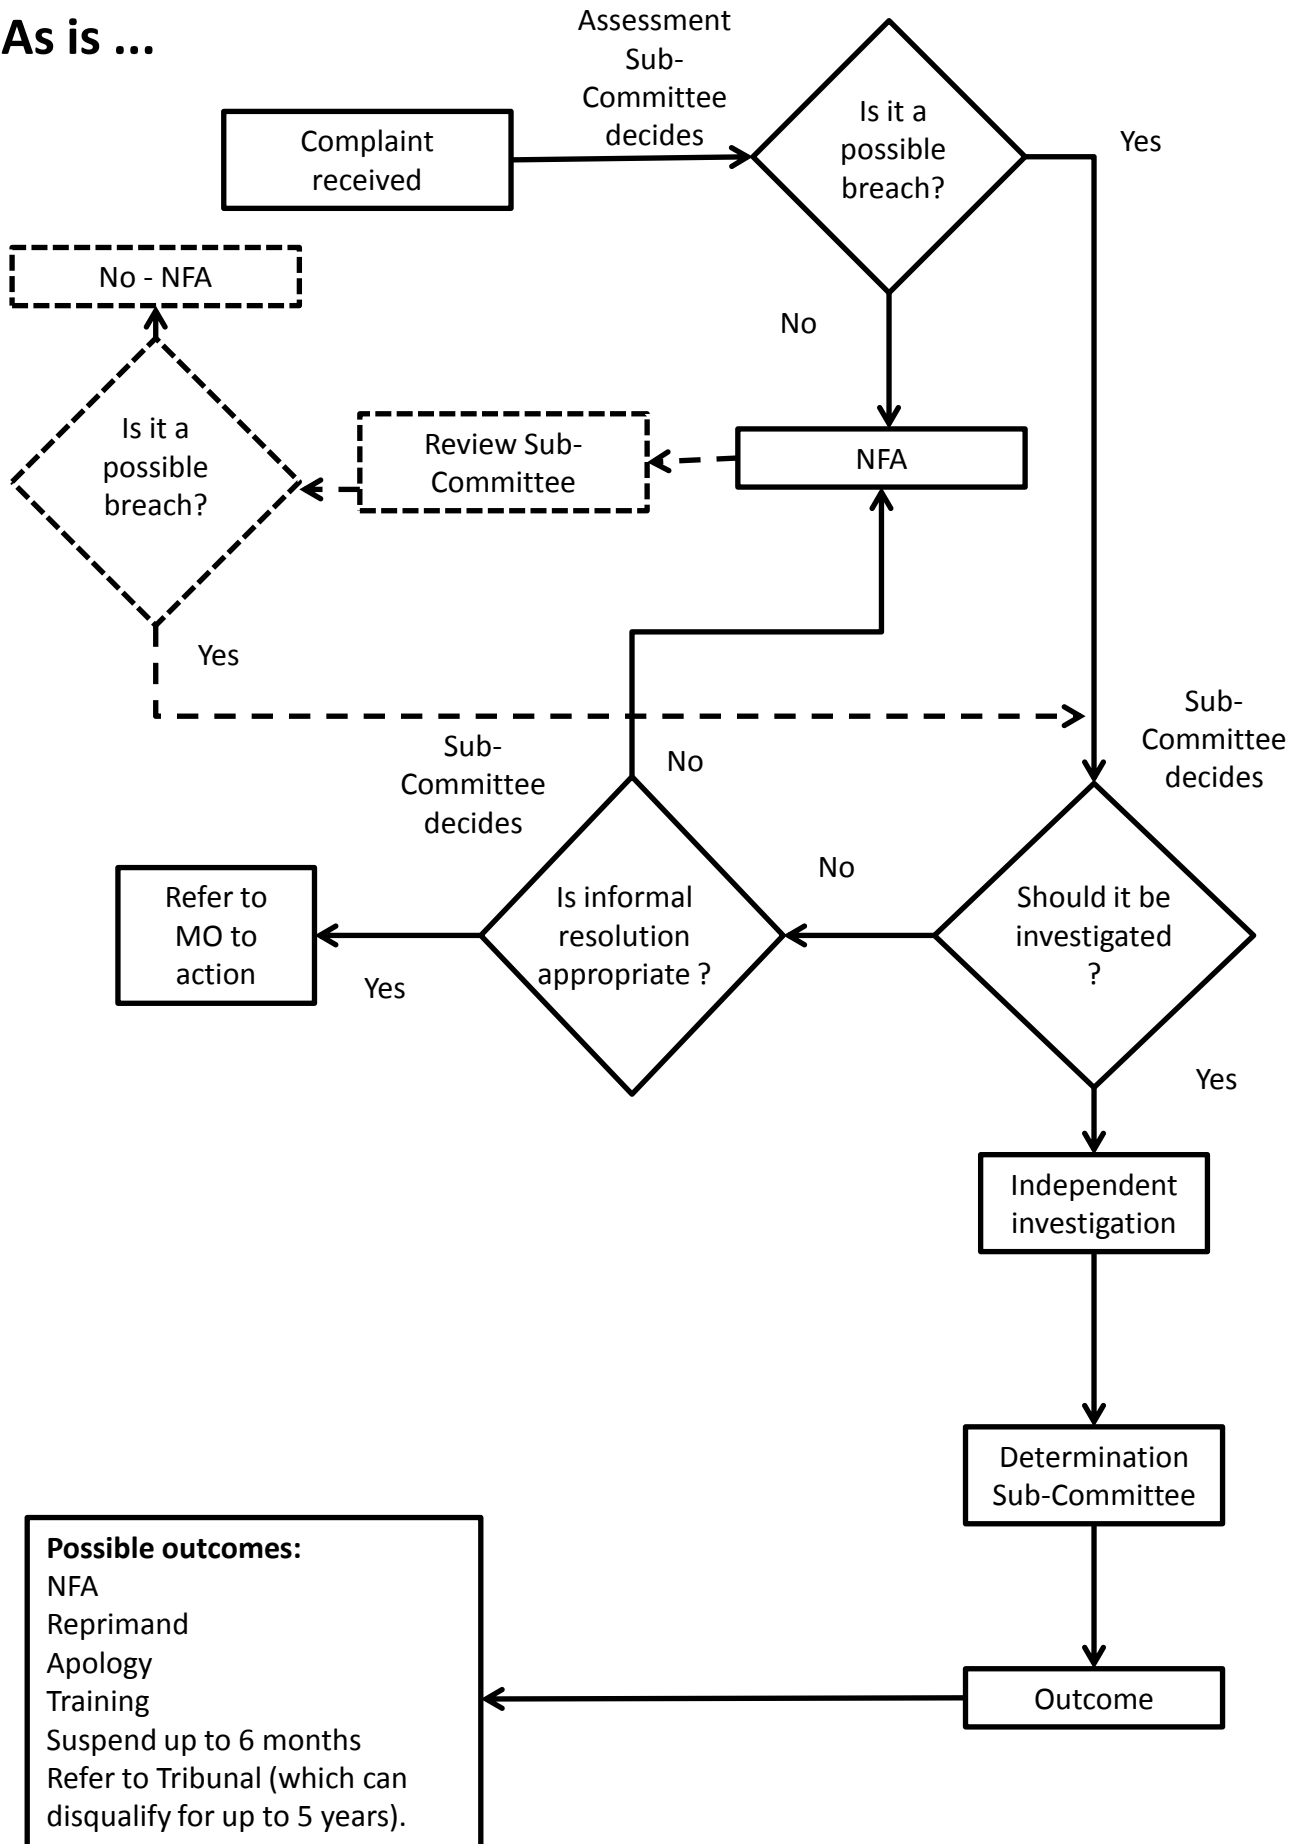 As is ...
Assessment
Sub-
Committee
decides
Complaint
received
Is it a
possible
breach?
Yes
No - NFA
No
Is it a
possible
breach?
Review Sub-
Committee
NFA
Yes
Sub-
Committee
decides
Sub-
Committee
decides
No
Refer to
MO to
action
Yes
Is informal
resolution
appropriate ?
No
Should it be
investigated
?
Yes
Independent
investigation
Determination
Sub-Committee
Outcome
Possible outcomes:
NFA
Reprimand
Apology
Training
Suspend up to 6 months
Refer to Tribunal (which can
disqualify for up to 5 years).